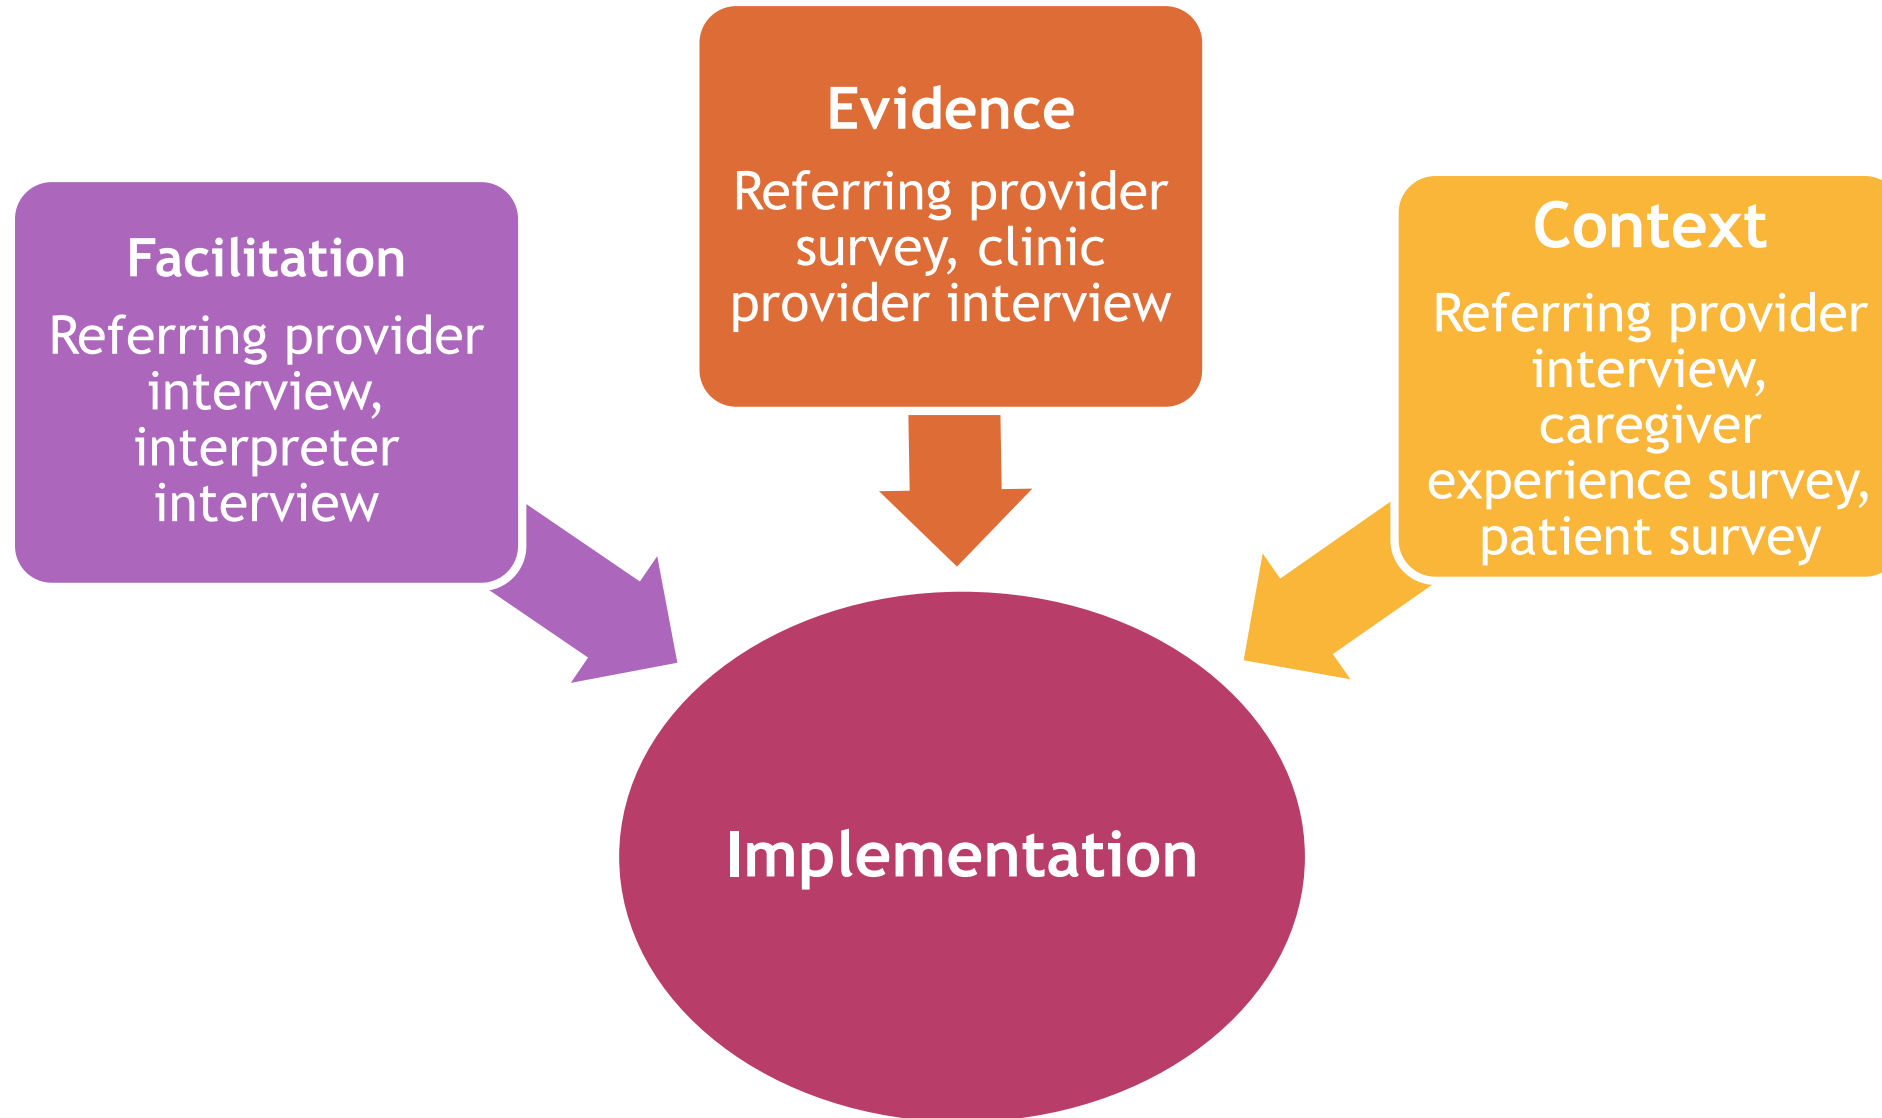 Facilitation
Referring provider
interview,
interpreter
interview
Evidence
Referring provider
survey, clinic
provider interview
Context
Referring provider
interview,
caregiver
experience survey,
patient survey
Implementation